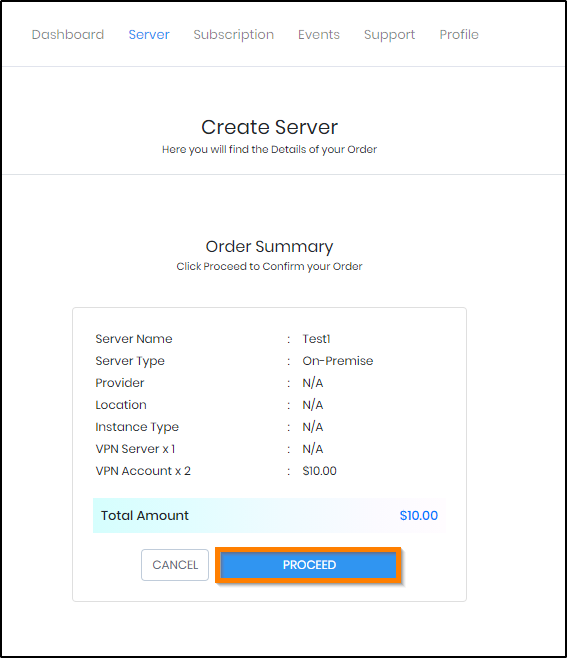 Dashboard Server Subscription Events Support Profile
Create Server
Here you will find the Details of your Order
Order Summary
Click Proceed to Confirm your Order
Server Name : Test1
Server Type : On-Premise
Provider : N/A
Location : N/A
Instance Type : N/A
VPN Server x 1 : N/A
VPN Account x 2 : $10.00
Total Amount $10.00
CANCEL PROCEED